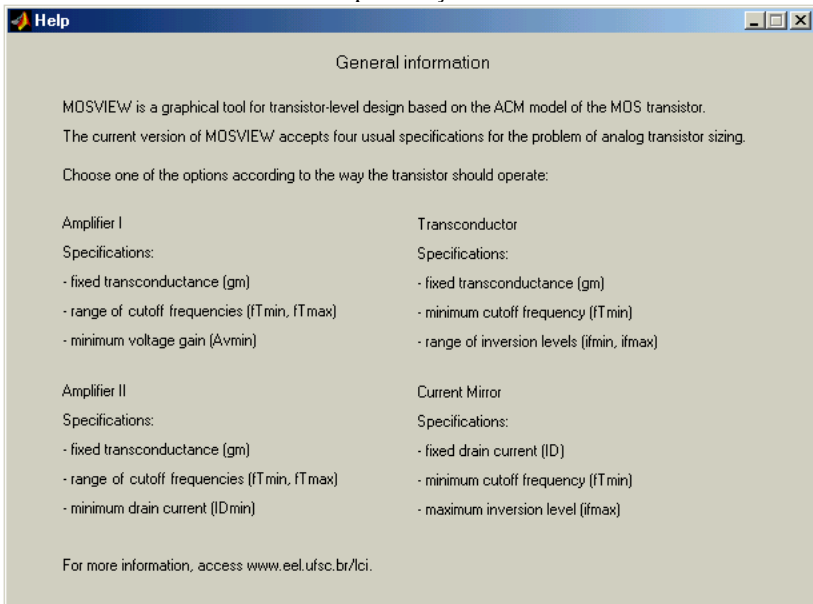 Help
General information
MOSVIEW is a graphical tool for transistor-level design based on the ACM model of the MOS transistor.
The current version of MOSVIEW accepts four usual specifications for the problem of analog transistor sizing.
Choose one of the options according to the way the transistor should operate:
Amplifier I
Specifications:
- fixed transconductance (gm)
- range of cutoff frequencies (fTmin, fTmax)
- minimum voltage gain (Avmin)
Transconductor
Specifications:
- fixed transconductance (gm)
- minimum cutoff frequency (fTmin)
- range of inversion levels (ifmin, ifmax)
Amplifier II
Specifications:
- fixed transconductance (gm)
- range of cutoff frequencies (fTmin, fTmax)
- minimum drain current (IDmin)
Current Mirror
Specifications:
- fixed drain current (ID)
- minimum cutoff frequency (fTmin)
- maximum inversion level (ifmax)
For more information, access www.eel.ufsc.br/lci.